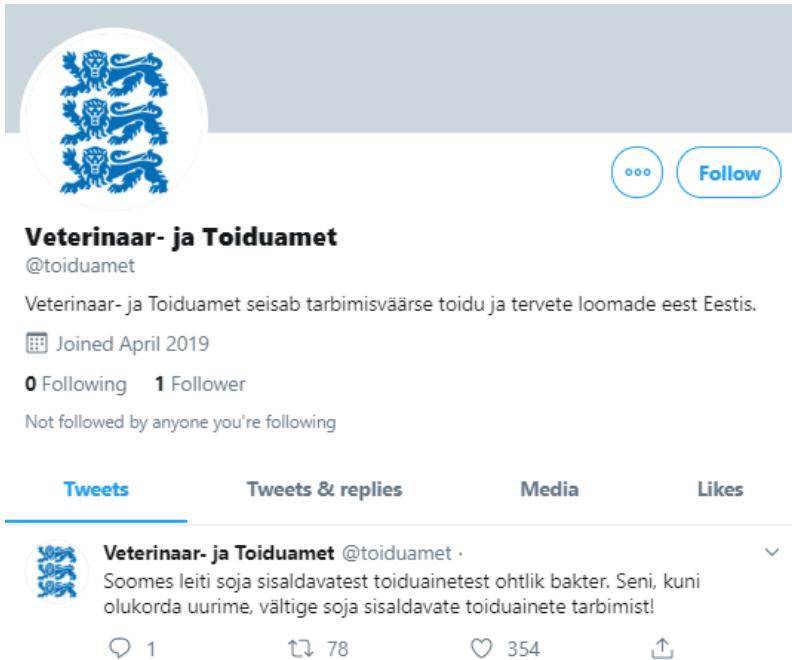 Follow
Veterinaar- ja Toiduamet
@toiduamet
Veterinaar- ja Toiduamet seisab tarbimisväärse toidu ja tervete loomade eest Eestis.
Joined April 2019
0 Following 1 Follower
Not followed by anyone you're following
Tweets Tweets & replies Media Likes
Veterinaar- ja Toiduamet @toiduamet ·
Soomes leiti soja sisaldavatest toiduainetest ohtlik bakter. Seni, kuni
olukorda uurime, vältige soja sisaldavate toiduainete tarbimist!
1 78 354